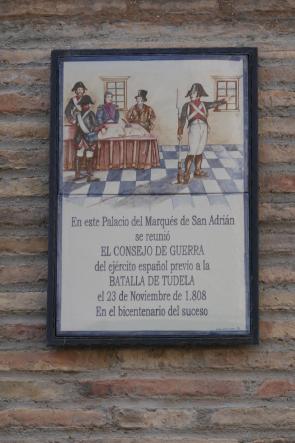 En este Palacio del Marqués de San Adrián
se reunió
EL CONSEJO DE GUERRA
del ejército español previo a la
BATALLA DE TUDELA
el 23 de Noviembre de 1.808
En el bicentenario del suceso